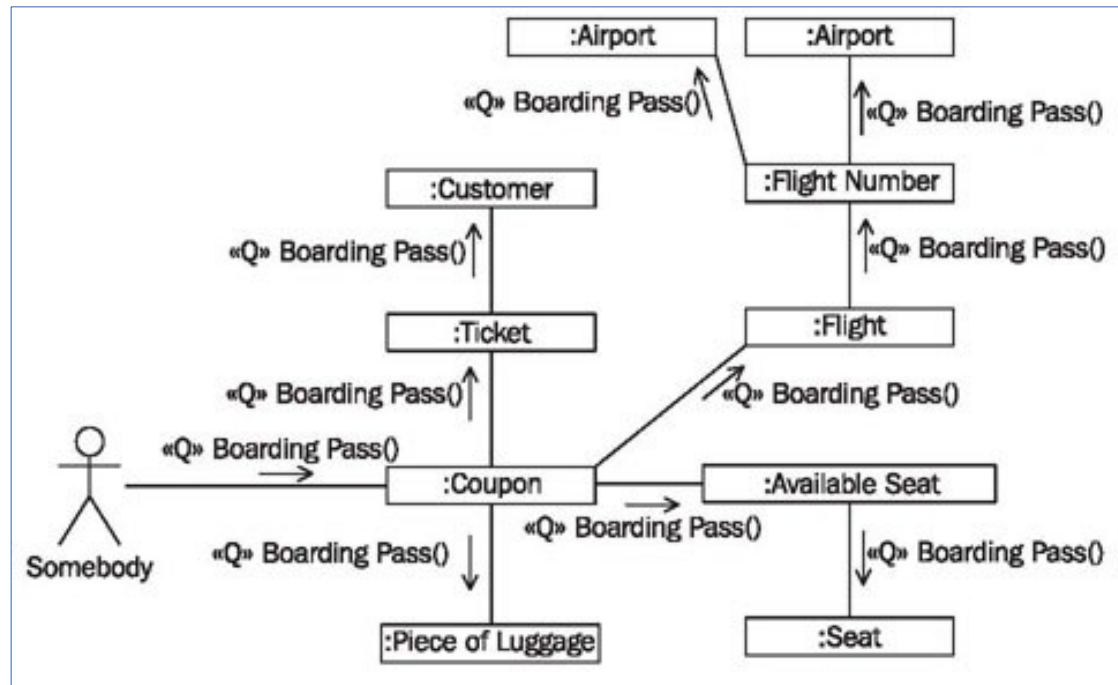 :Airport
:Airport
«Q» Boarding Pass()
«Q» Boarding Pass()
:Customer
:Flight Number
«Q» Boarding Pass()
«Q» Boarding Pass()
:Ticket
:Flight
«Q» Boarding Pass()
«Q» Boarding Pass()
«Q» Boarding Pass()
:Coupon
:Available Seat
«Q» Boarding Pass()
«Q» Boarding Pass()
«Q» Boarding Pass()
Somebody
:Piece of Luggage
:Seat